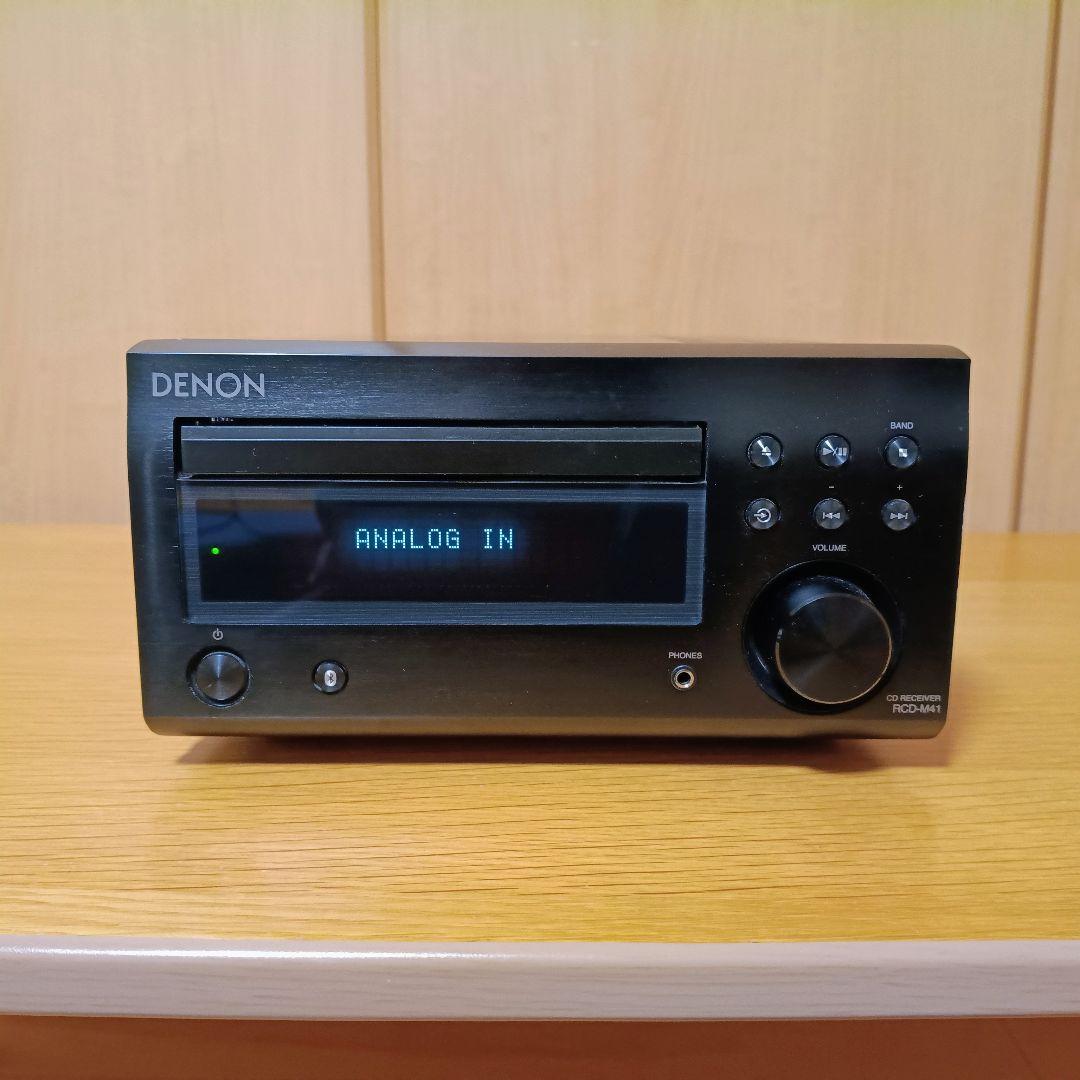 DENON
BAND
ANALOG IN
- +
VOLUME
PHONES
CD RECEIVER
RCD-M41